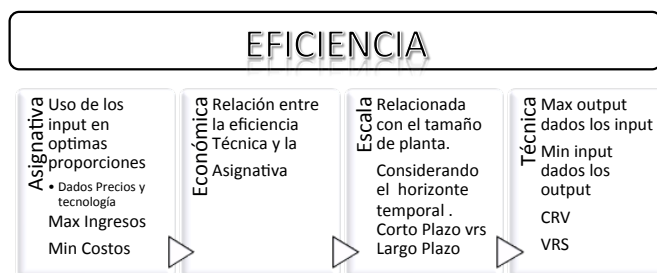 EFICIENCIA
Asignativa
Uso de los
input en
optimas
proporciones
• Dados Precios y
tecnología
Max Ingresos
Min Costos
Económica
Relación entre
la eficiencia
Técnica y la
Asignativa
Escala
Relacionada
con el tamaño
de planta.
Considerando
el horizonte
temporal .
Corto Plazo vrs
Largo Plazo
Técnica
Max output
dados los input
Min input
dados los
output
CRV
VRS